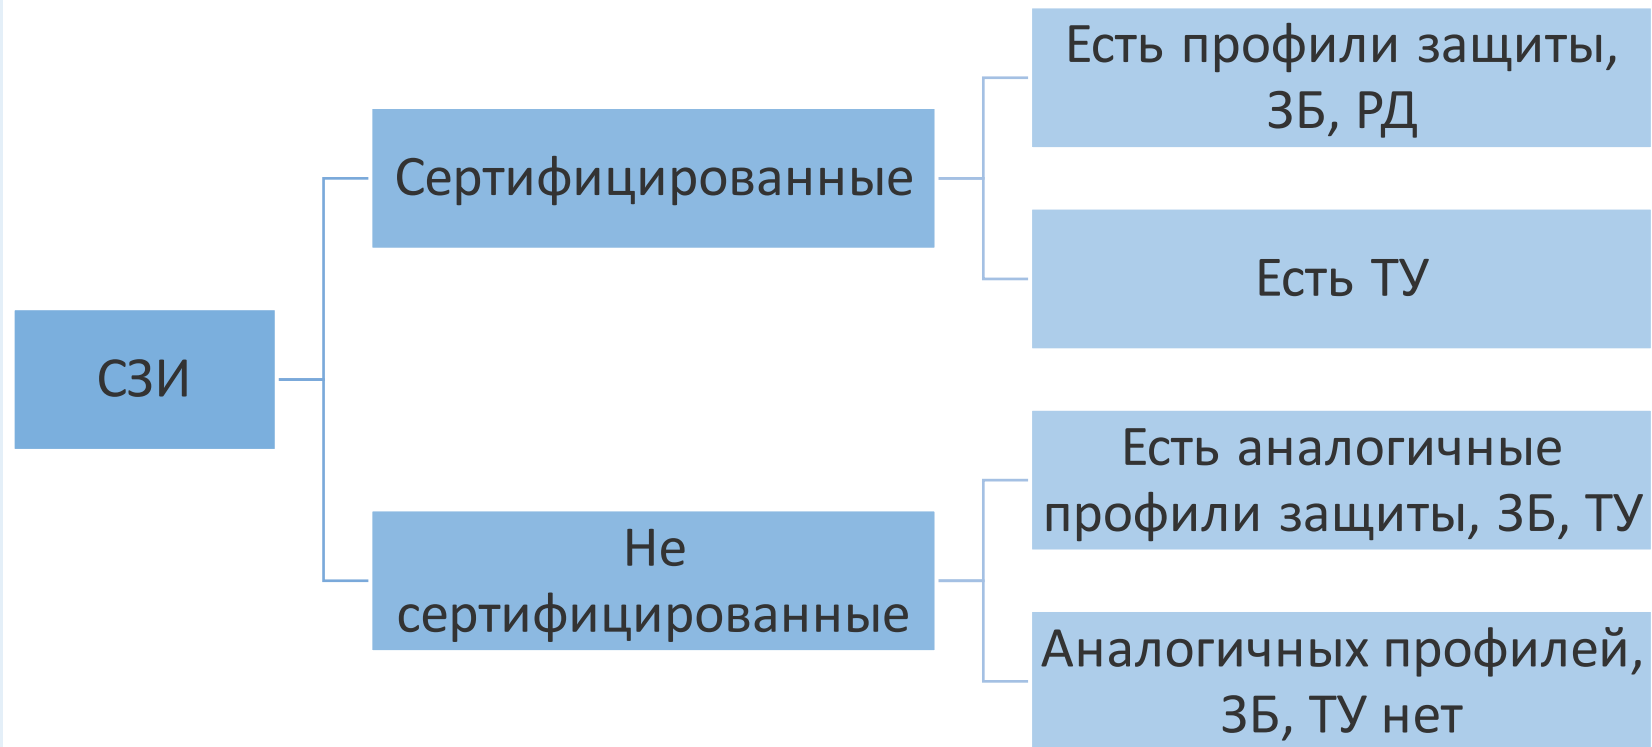 СЗИ
Сертифицированные
Есть профили защиты,
ЗБ, РД
Есть ТУ
Не
сертифицированные
Есть аналогичные
профили защиты, ЗБ, ТУ
Аналогичных профилей,
ЗБ, ТУ нет